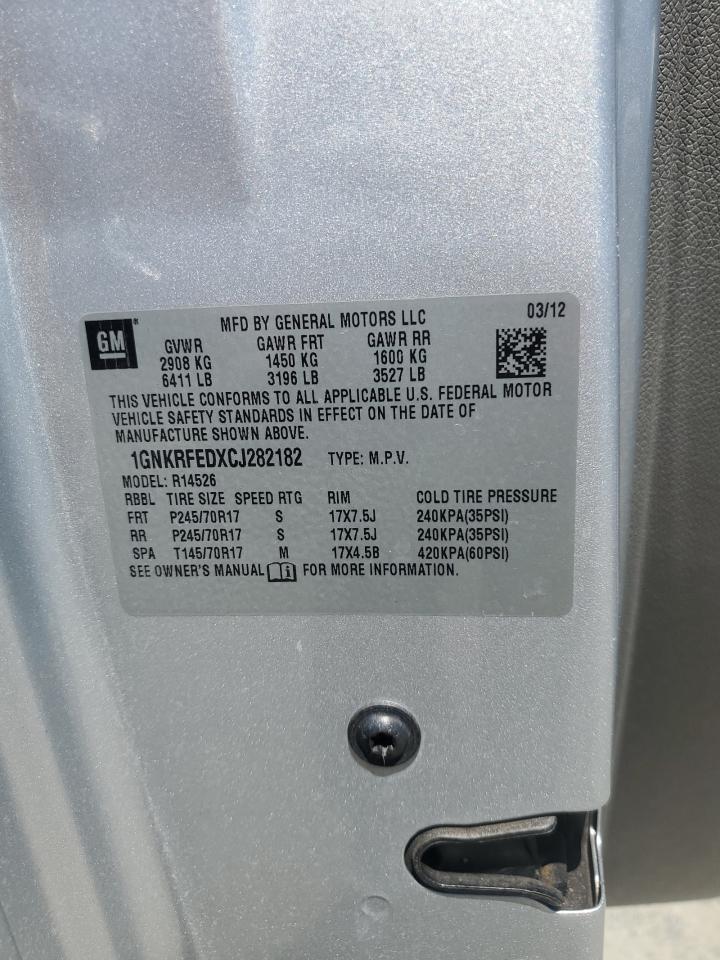 MFD BY GENERAL MOTORS LLC 03/12
GM ®
GVWR GAWR FRT GAWR RR
2908 KG 1450 KG 1600 KG
6411 LB 3196 LB 3527 LB
THIS VEHICLE CONFORMS TO ALL APPLICABLE U.S. FEDERAL MOTOR
VEHICLE SAFETY STANDARDS IN EFFECT ON THE DATE OF
MANUFACTURE SHOWN ABOVE.
1GNKRFEDXCJ282182 TYPE: M.P.V.
MODEL: R14526
RBBL TIRE SIZE SPEED RTG RIM COLD TIRE PRESSURE
FRT P245/70R17 S 17X7.5J 240KPA(35PSI)
RR P245/70R17 S 17X7.5J 240KPA(35PSI)
SPA T145/70R17 M 17X4.5B 420KPA(60PSI)
SEE OWNER'S MANUAL i FOR MORE INFORMATION.